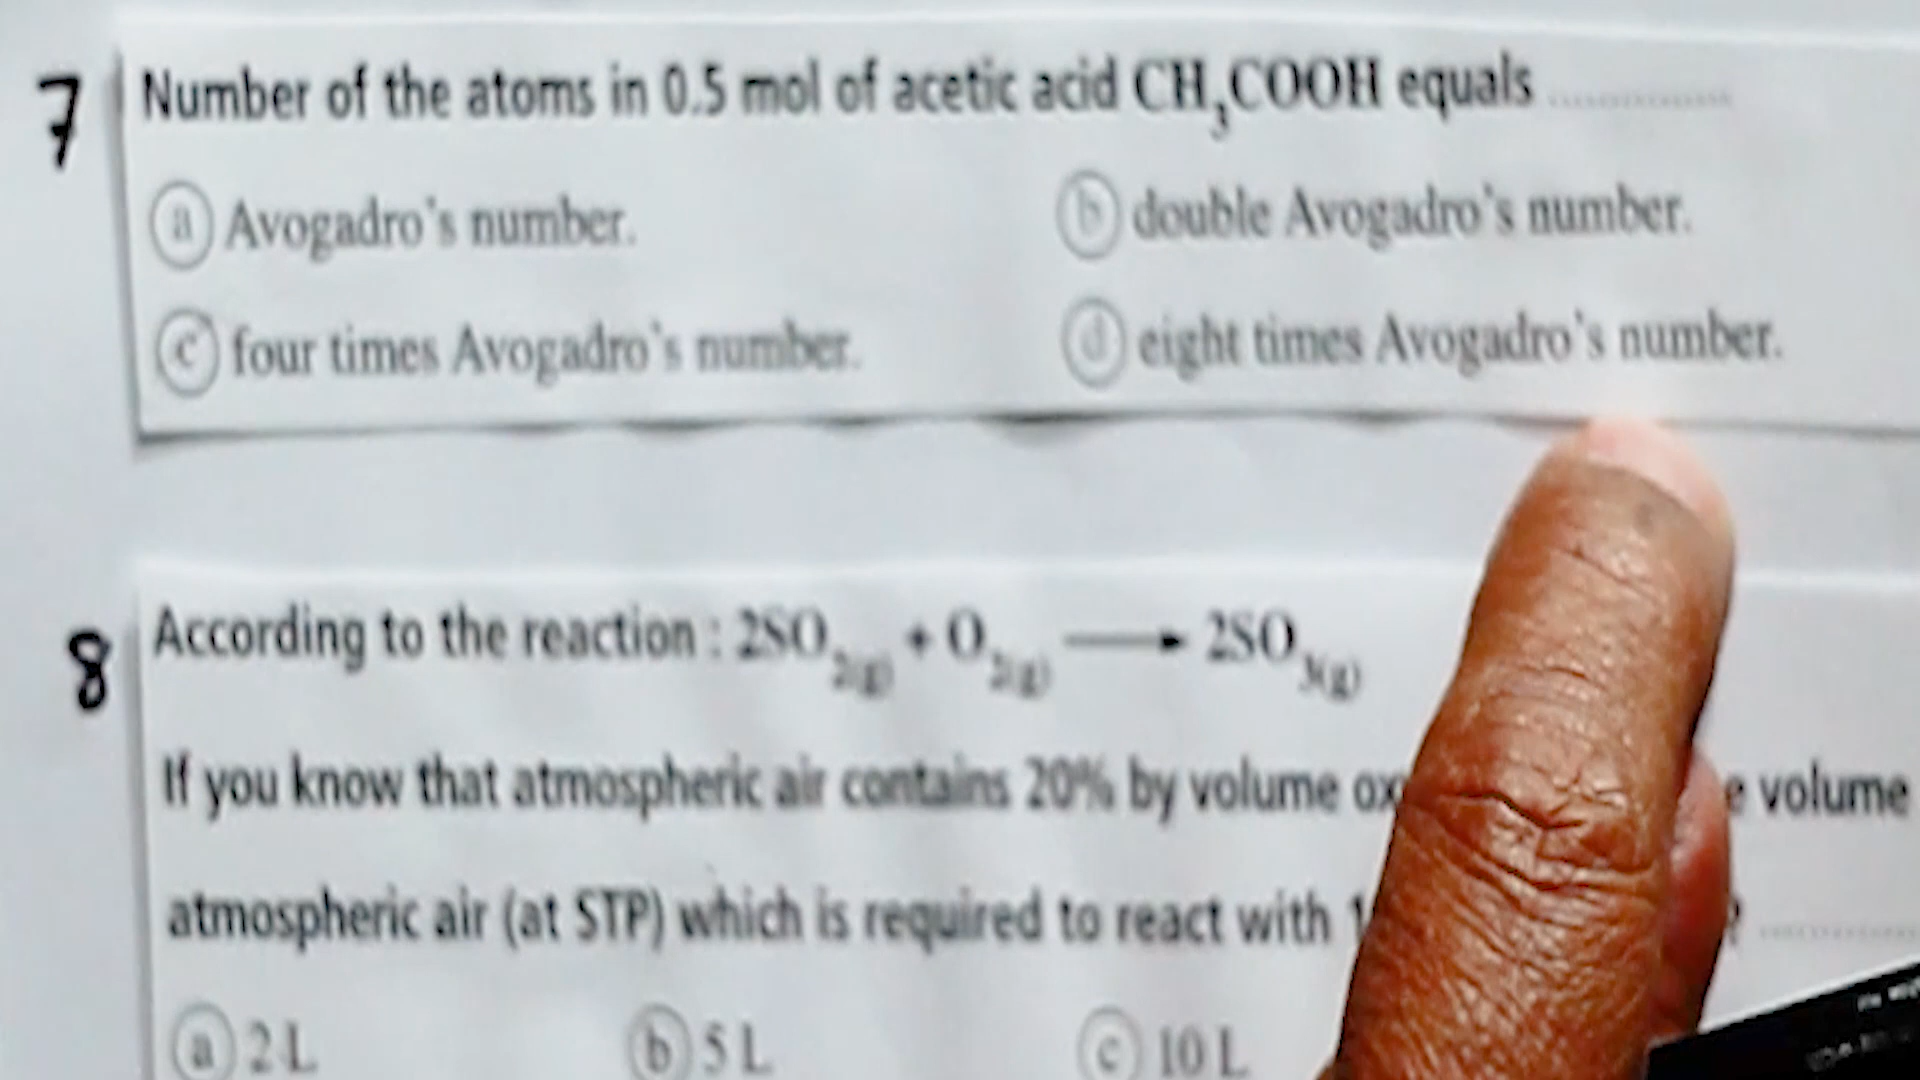 7 Number of the atoms in 0.5 mol of acetic acid CH₃COOH equals ..............
a Avogadro's number. b double Avogadro's number.
c four times Avogadro's number. d eight times Avogadro's number.
8 According to the reaction : 2SO₂(g) + O₂(g) ⟶ 2SO₃(g)
If you know that atmospheric air contains 20% by volume volume
atmospheric air (at STP) which is required to react with ? ..............
a 2 L b 5 L c 10 L